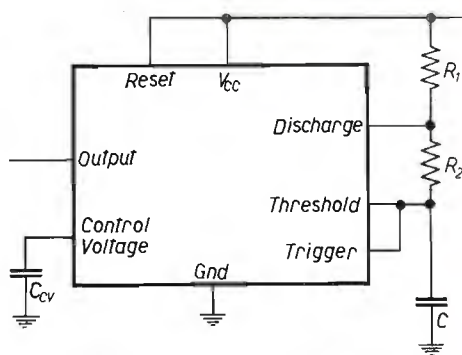 Reset
Vcc
R1
Discharge
Output
R2
Threshold
Control
Voltage
Trigger
Gnd
Ccv
C